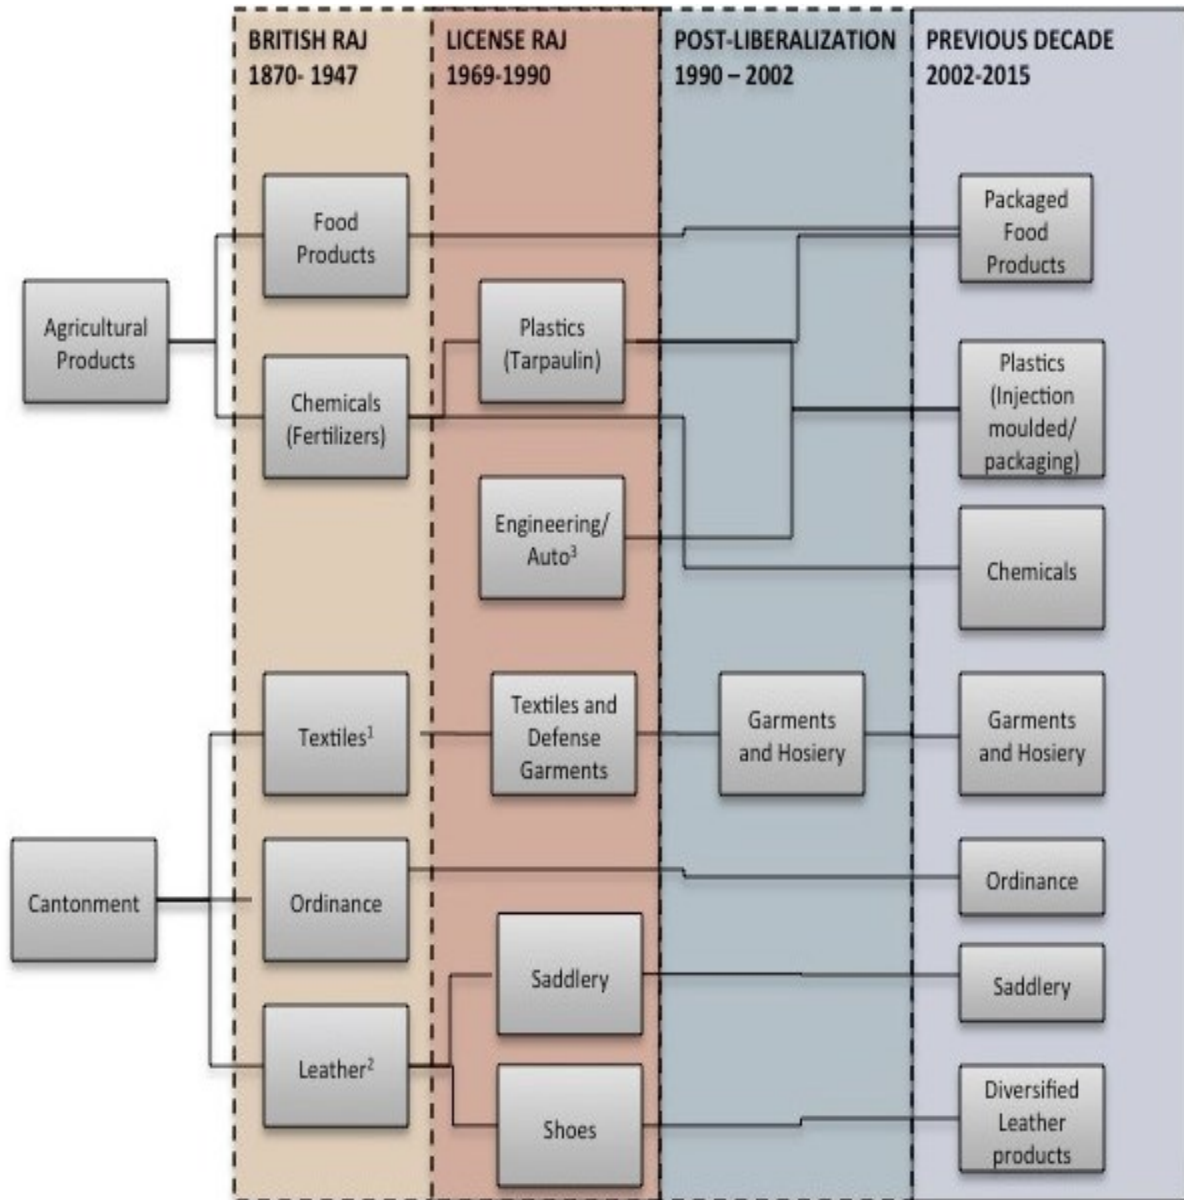 BRITISH RAJ
1870- 1947
LICENSE RAJ
1969-1990
POST-LIBERALIZATION
1990 – 2002
PREVIOUS DECADE
2002-2015
Agricultural
Products
Food
Products
Chemicals
(Fertilizers)
Plastics
(Tarpaulin)
Engineering/
Auto³
Packaged
Food
Products
Plastics
(Injection
moulded/
packaging)
Chemicals
Cantonment
Textiles¹
Textiles and
Defense
Garments
Garments
and Hosiery
Garments
and Hosiery
Ordinance
Ordinance
Leather²
Saddlery
Saddlery
Shoes
Diversified
Leather
products